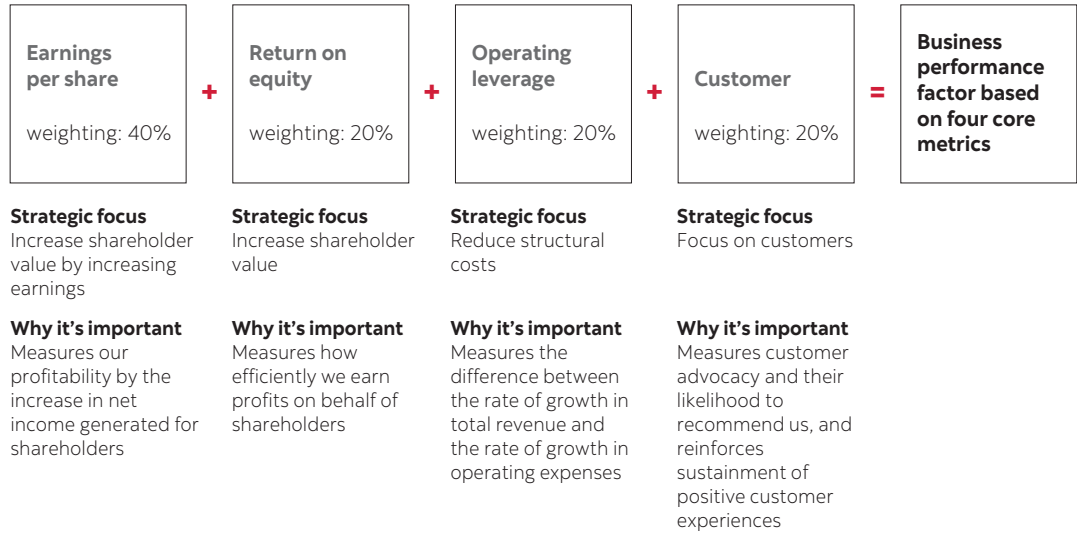 Earnings
per share
weighting: 40%
+
Return on
equity
weighting: 20%
+
Operating
leverage
weighting: 20%
+
Customer
weighting: 20%
=
Business
performance
factor based
on four core
metrics
Strategic focus
Increase shareholder
value by increasing
earnings
Strategic focus
Increase shareholder
value
Strategic focus
Reduce structural
costs
Strategic focus
Focus on customers
Why it's important
Measures our
profitability by the
increase in net
income generated for
shareholders
Why it's important
Measures how
efficiently we earn
profits on behalf of
shareholders
Why it's important
Measures the
difference between
the rate of growth in
total revenue and
the rate of growth in
operating expenses
Why it's important
Measures customer
advocacy and their
likelihood to
recommend us, and
reinforces
sustainment of
positive customer
experiences